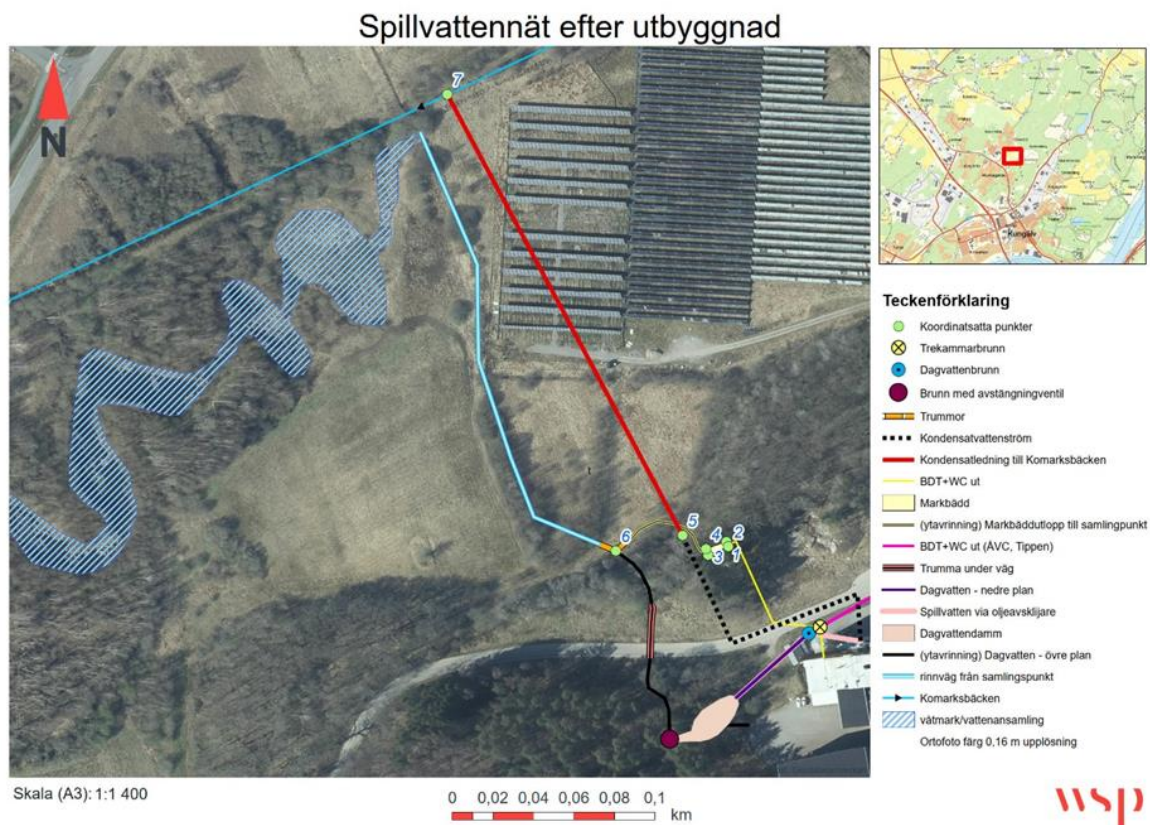 Spillvattennät efter utbyggnad
N
7
6
5
4
3
2
1
Kungälv
Teckenförklaring
Koordinatsatta punkter
Trekammarbrunn
Dagvattenbrunn
Brunn med avstängningventil
Trummor
Kondensatvattenström
Kondensatledning till Komarksbäcken
BDT+WC ut
Markbädd
(ytavrinning) Markbäddutlopp till samlingpunkt
BDT+WC ut (ÅVC, Tippen)
Trumma under väg
Dagvatten - nedre plan
Spillvatten via oljeavsklijare
Dagvattendamm
(ytavrinning) Dagvatten - övre plan
rinnväg från samlingspunkt
Komarksbäcken
våtmark/vattenansamling
Ortofoto färg 0,16 m upplösning
Skala (A3): 1:1 400
0 0,02 0,04 0,06 0,08 0,1
km
wsp